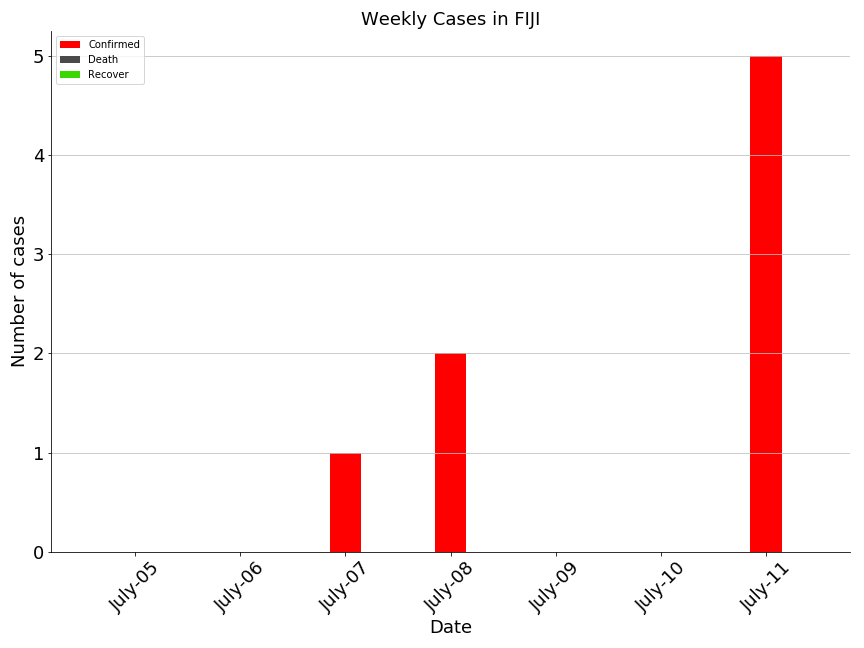 Weekly Cases in FIJI
Confirmed
Death
Recover
Number of cases
5
4
3
2
1
0
July-05
July-06
July-07
July-08
July-09
July-10
July-11
Date